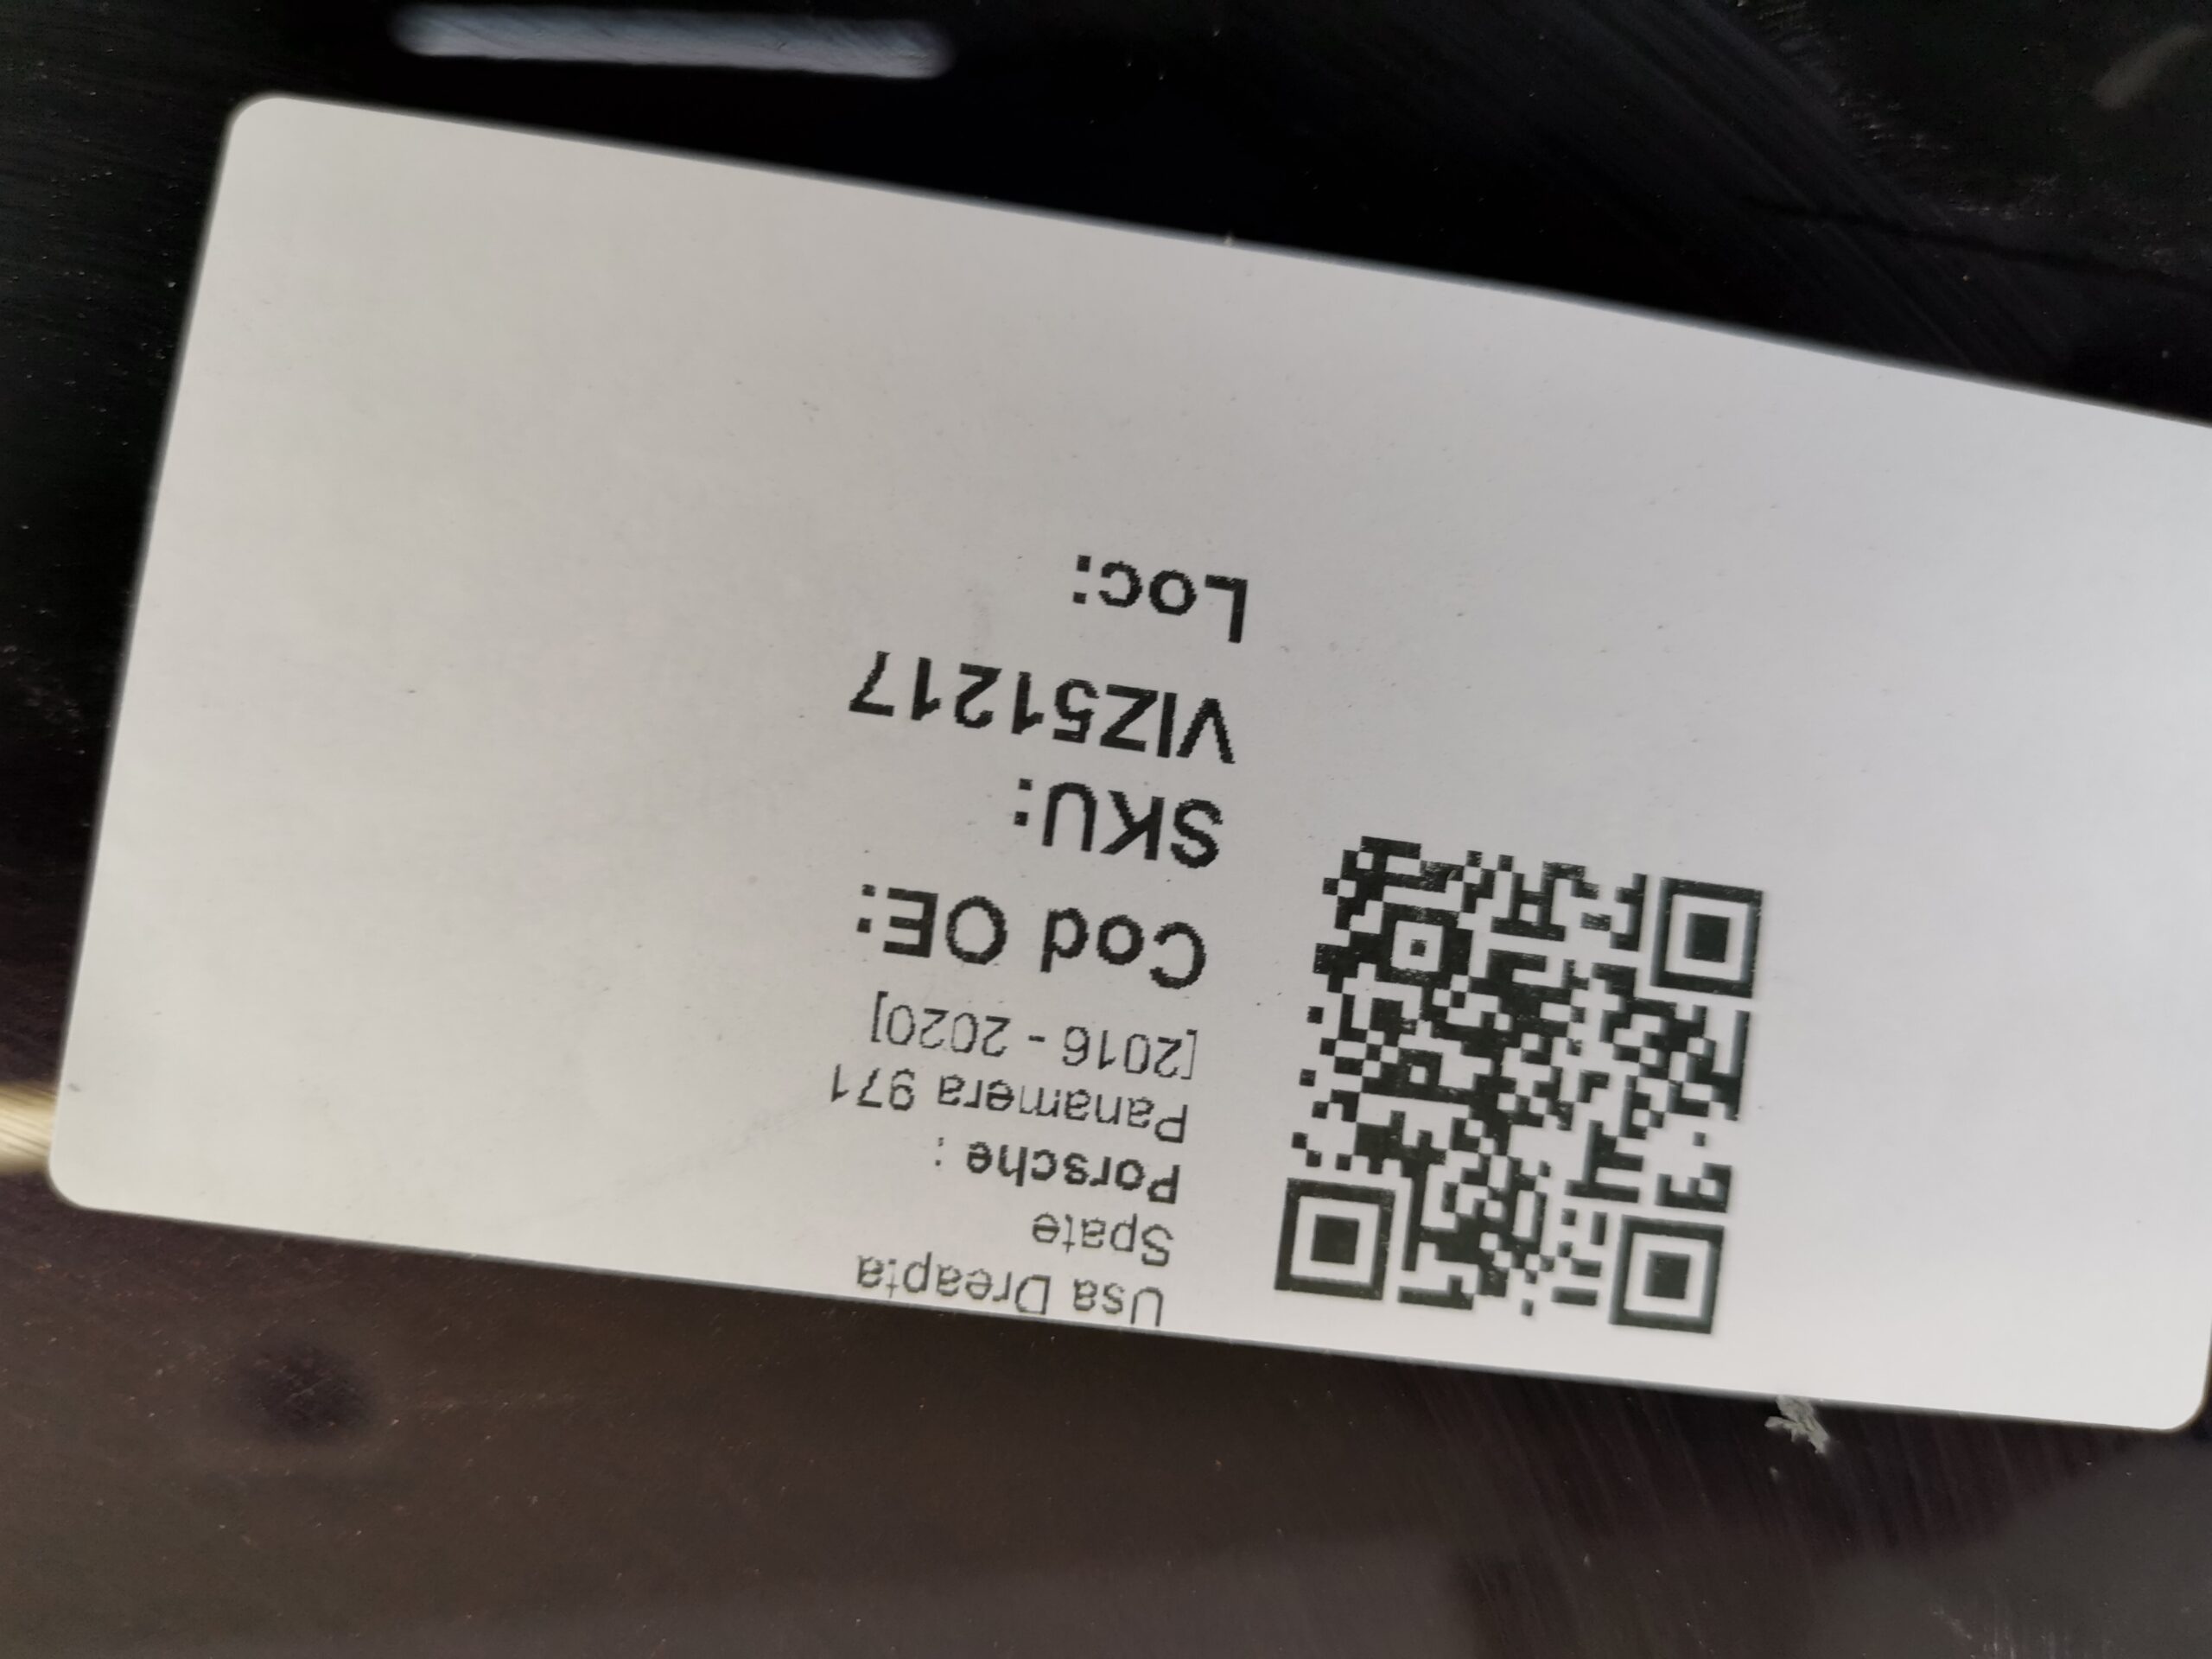 Usa Dreapta
Spate
Porsche :
Panamera 971
[2016 - 2020]
Cod OE:
SKU:
VIZ51217
Loc: